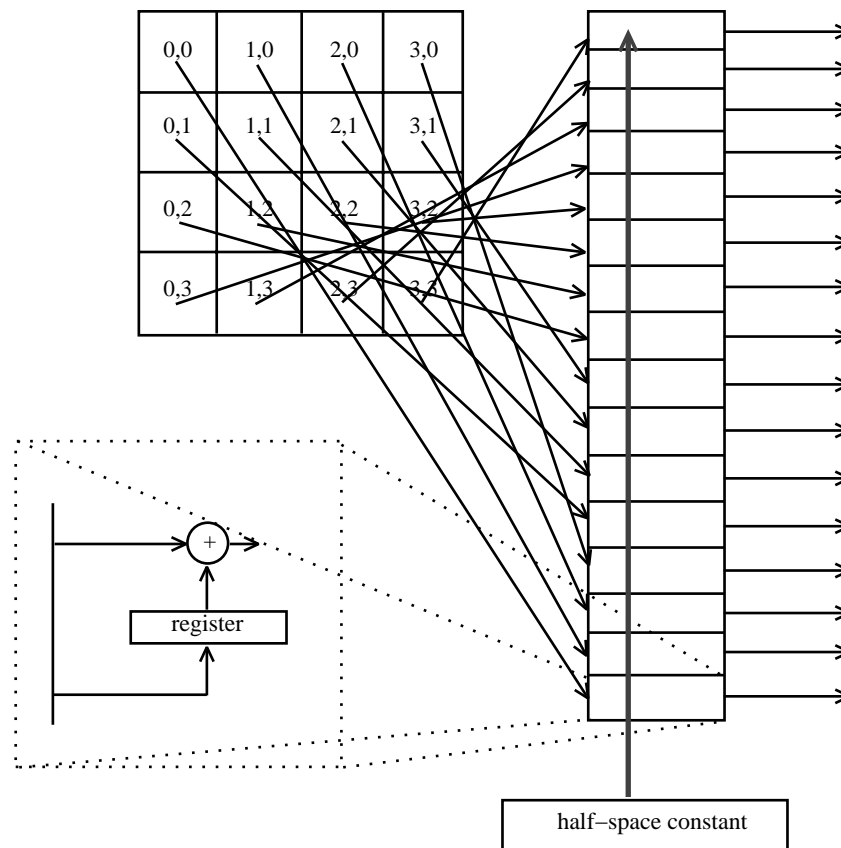 0,0 1,0 2,0 3,0
0,1 1,1 2,1 3,1
0,2 1,2 2,2 3,2
0,3 1,3 2,3 3,3
+
register
half−space constant